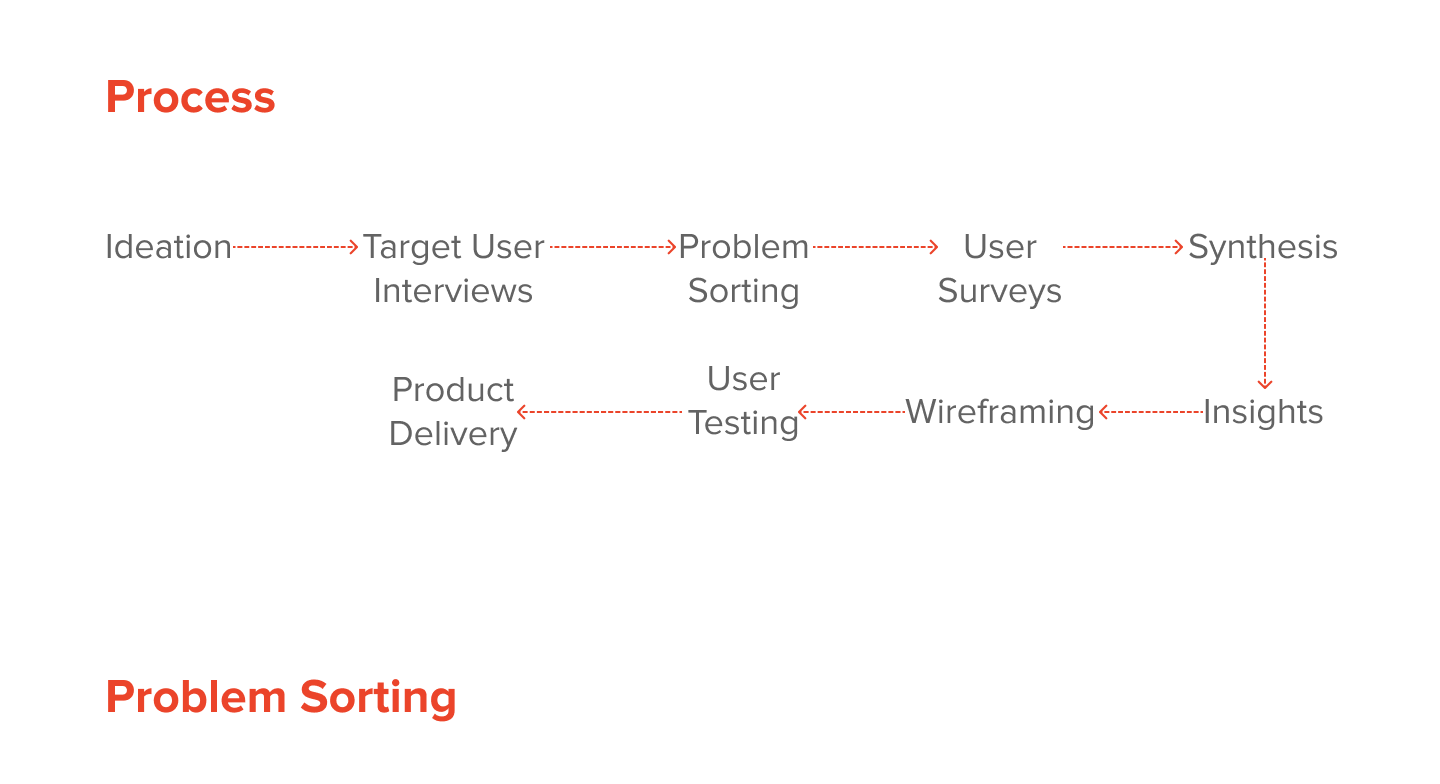 Process
Ideation
Target User
Interviews
Problem
Sorting
User
Surveys
Synthesis
Insights
Wireframing
User
Testing
Product
Delivery
Problem Sorting